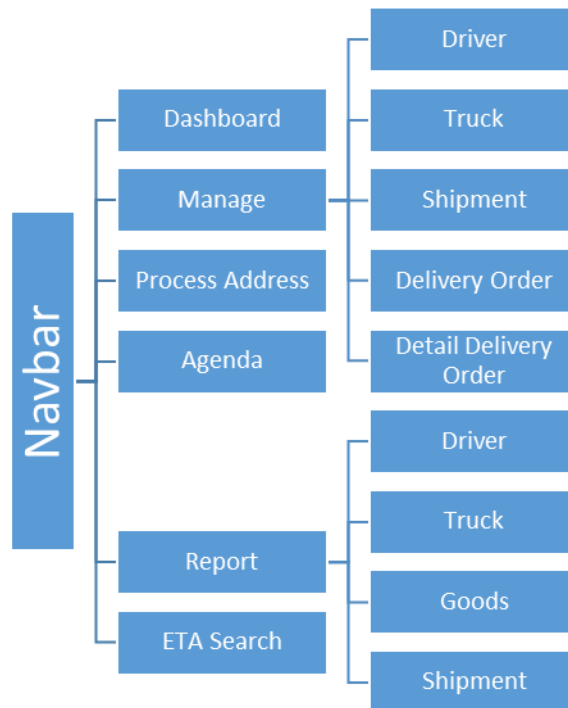 Navbar
Dashboard
Manage
Process Address
Agenda
Report
ETA Search
Driver
Truck
Shipment
Delivery Order
Detail Delivery
Order
Driver
Truck
Goods
Shipment